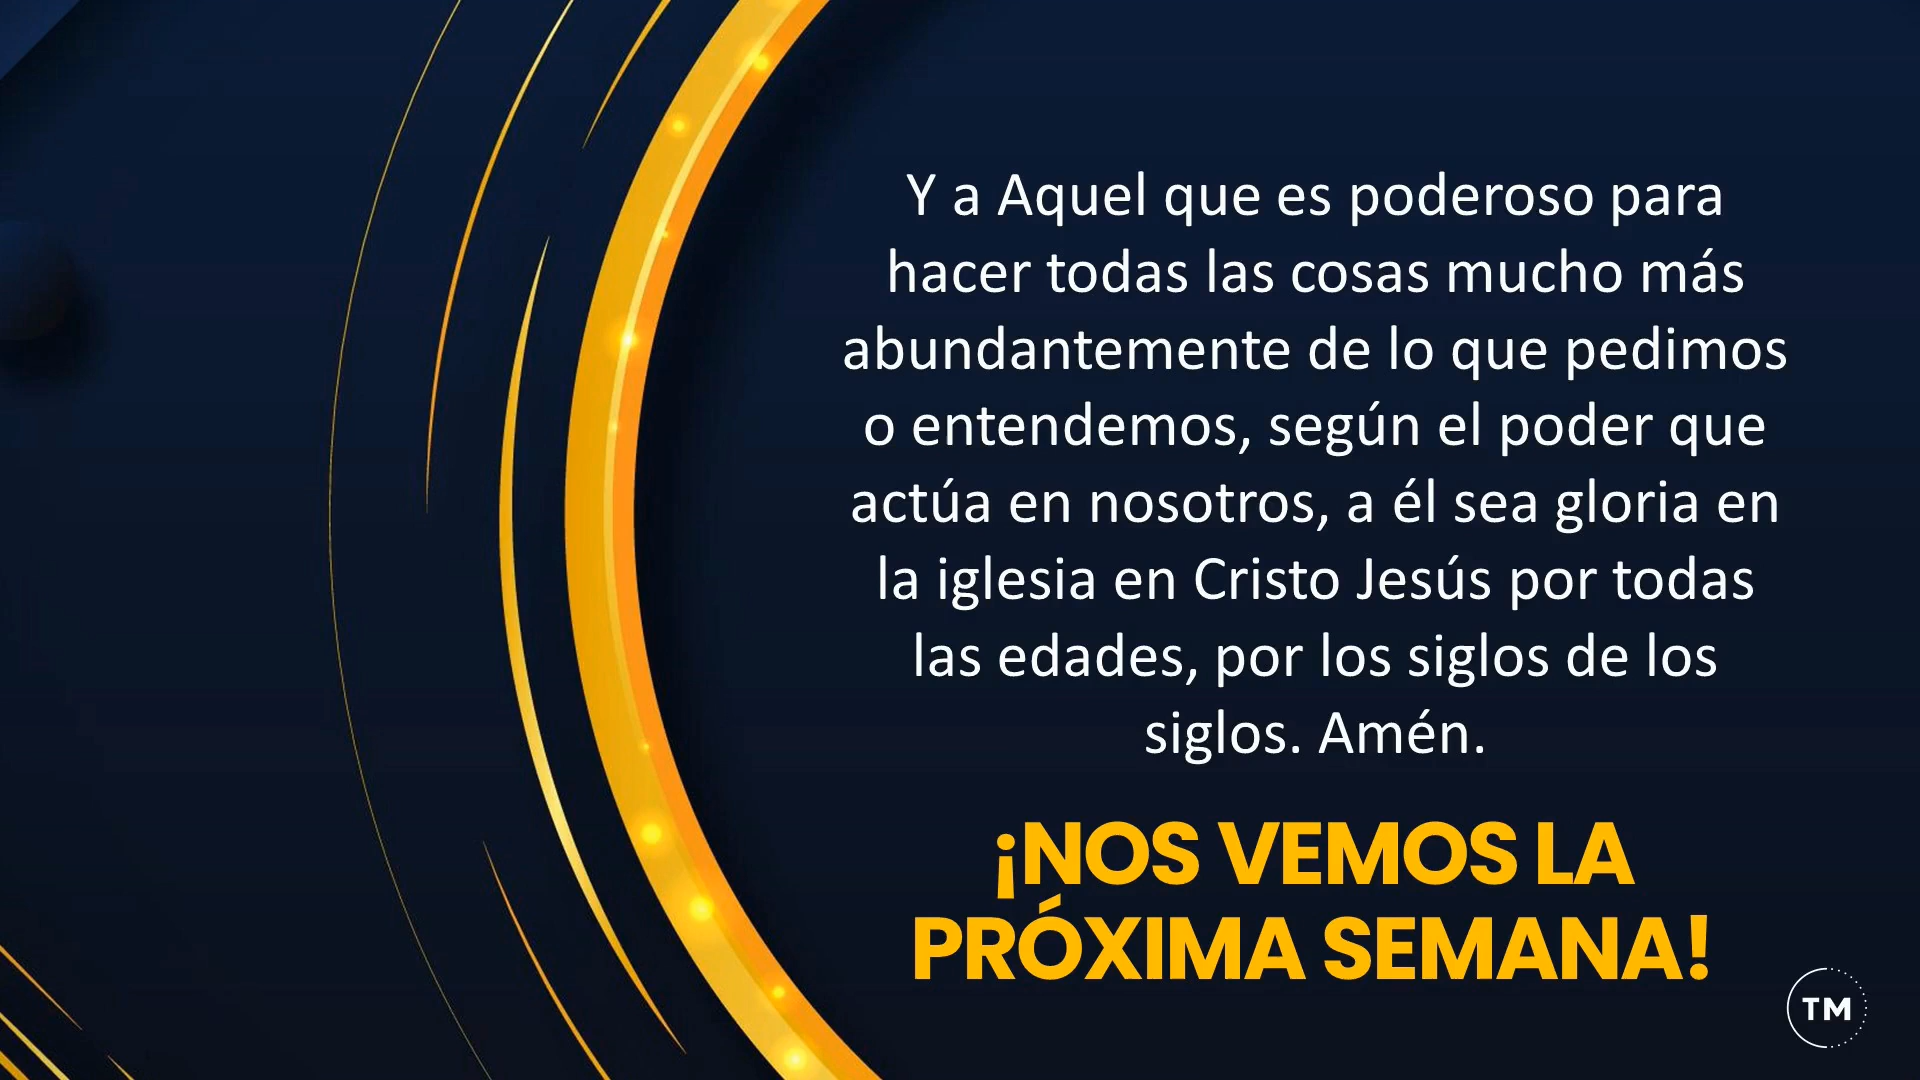 Y a Aquel que es poderoso para
hacer todas las cosas mucho más
abundantemente de lo que pedimos
o entendemos, según el poder que
actúa en nosotros, a él sea gloria en
la iglesia en Cristo Jesús por todas
las edades, por los siglos de los
siglos. Amén.
¡NOS VEMOS LA
PRÓXIMA SEMANA!
TM